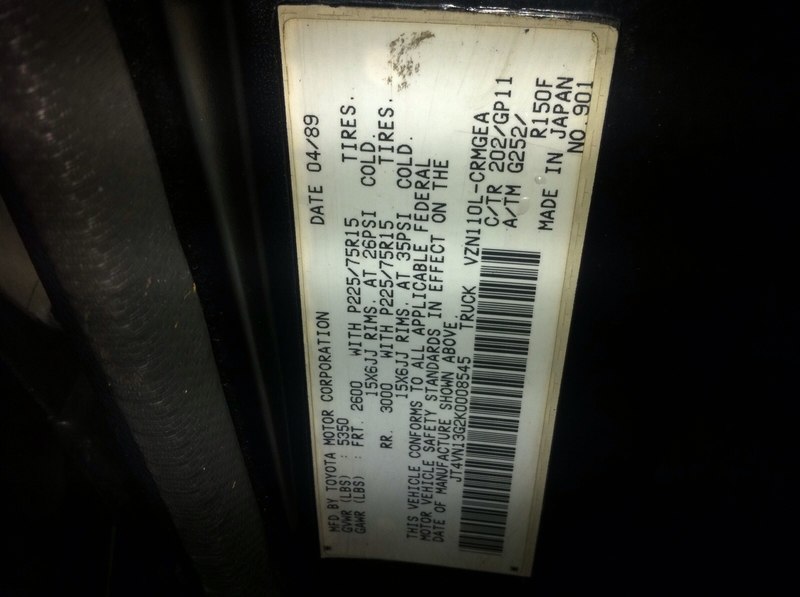 MFD BY TOYOTA MOTOR CORPORATION DATE 04/89
GVWR (LBS) : 5350
GAWR (LBS) : FRT. 2600 WITH P225/75R15 TIRES.
15X6JJ RIMS. AT 26PSI COLD.
RR. 3000 WITH P225/75R15 TIRES.
15X6JJ RIMS. AT 35PSI COLD.
THIS VEHICLE CONFORMS TO ALL APPLICABLE FEDERAL
MOTOR VEHICLE SAFETY STANDARDS IN EFFECT ON THE
DATE OF MANUFACTURE SHOWN ABOVE.
JT4VN13G2K0008545 TRUCK VZN110L-CRMGEA
C/TR 202/GP11
A/TM G252/
R150F
MADE IN JAPAN
NO.901